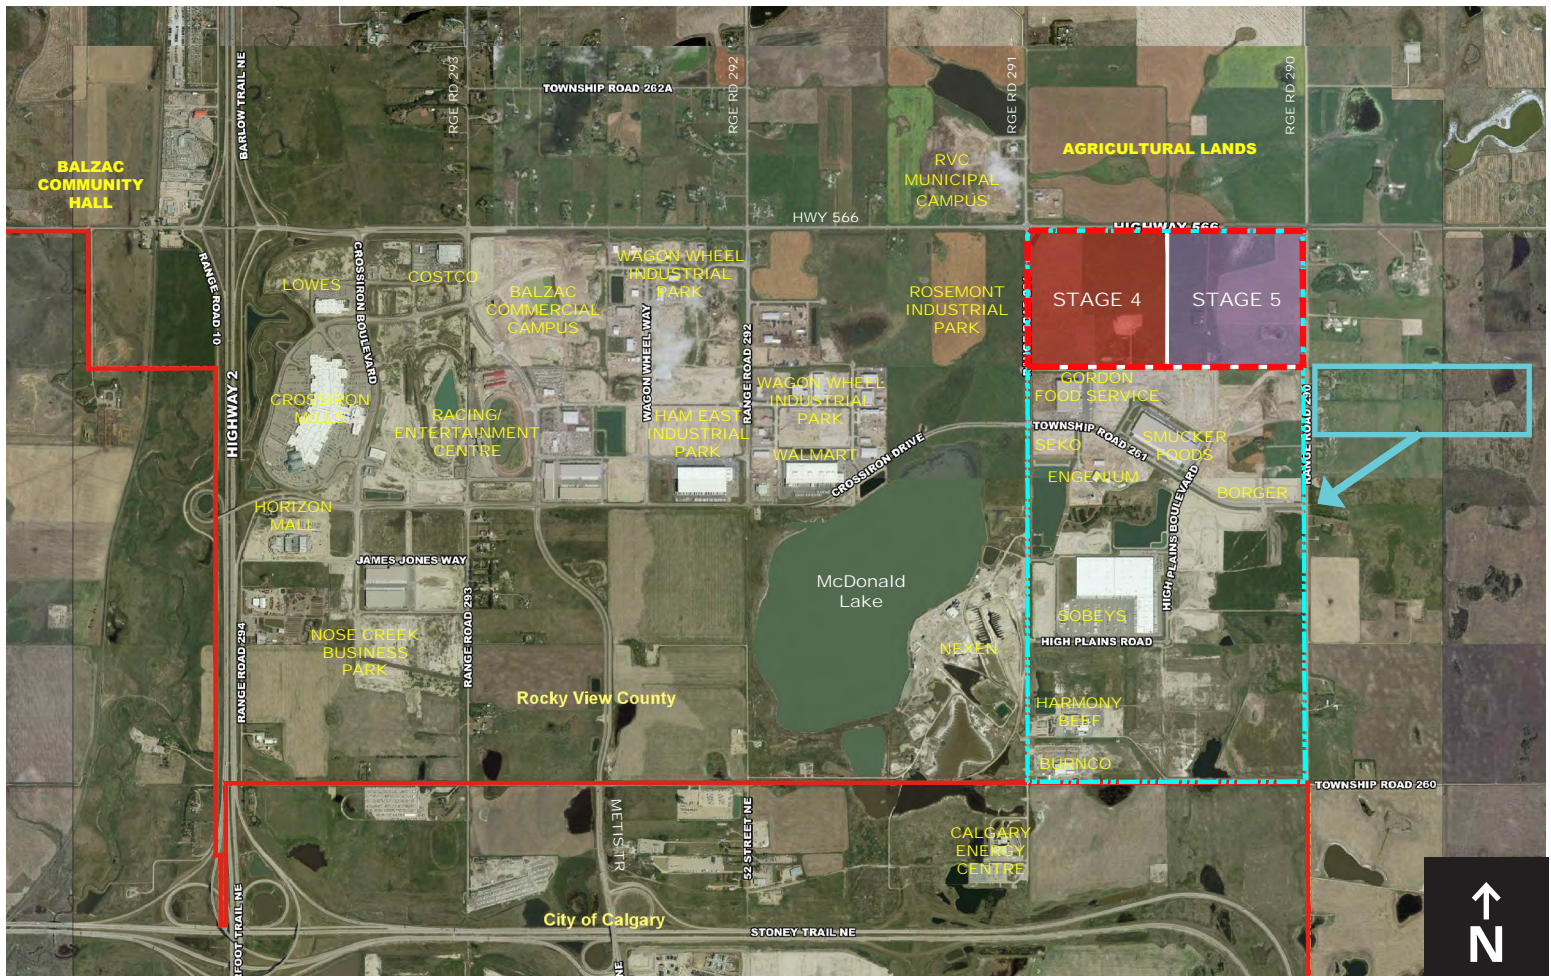 BARLOW TRAIL NE
RGE RD 293
TOWNSHIP ROAD 262A
RGE RD 292
RGE RD 291
RGE RD 290
BALZAC
COMMUNITY
HALL
RVC
MUNICIPAL
CAMPUS
AGRICULTURAL LANDS
HWY 566
HIGHWAY 566
RANGE ROAD 10
CROSSIRON BOULEVARD
LOWES
COSTCO
BALZAC
COMMERCIAL
CAMPUS
WAGON WHEEL
INDUSTRIAL
PARK
WAGON WHEEL WAY
RANGE ROAD 292
ROSEMONT
INDUSTRIAL
PARK
STAGE 4
STAGE 5
HIGHWAY 2
CROSSIRON
MILLS
RACING/
ENTERTAINMENT
CENTRE
HAM EAST
INDUSTRIAL
PARK
WAGON WHEEL
INDUSTRIAL
PARK
WALMART
CROSSIRON DRIVE
GORDON
FOOD SERVICE
TOWNSHIP ROAD 261
SEKO
SMUCKER
FOODS
ENGENIUM
BORGER
RANGE ROAD 290
HIGH PLAINS BOULEVARD
HORIZON
MALL
JAMES JONES WAY
McDonald
Lake
SOBEYS
HIGH PLAINS ROAD
RANGE ROAD 294
NOSE CREEK
BUSINESS
PARK
RANGE ROAD 293
NEXEN
Rocky View County
HARMONY
BEEF
BURNCO
TOWNSHIP ROAD 260
METIS TR
52 STREET NE
CALGARY
ENERGY
CENTRE
City of Calgary
STONEY TRAIL NE
RFOOT TRAIL NE
NE
N